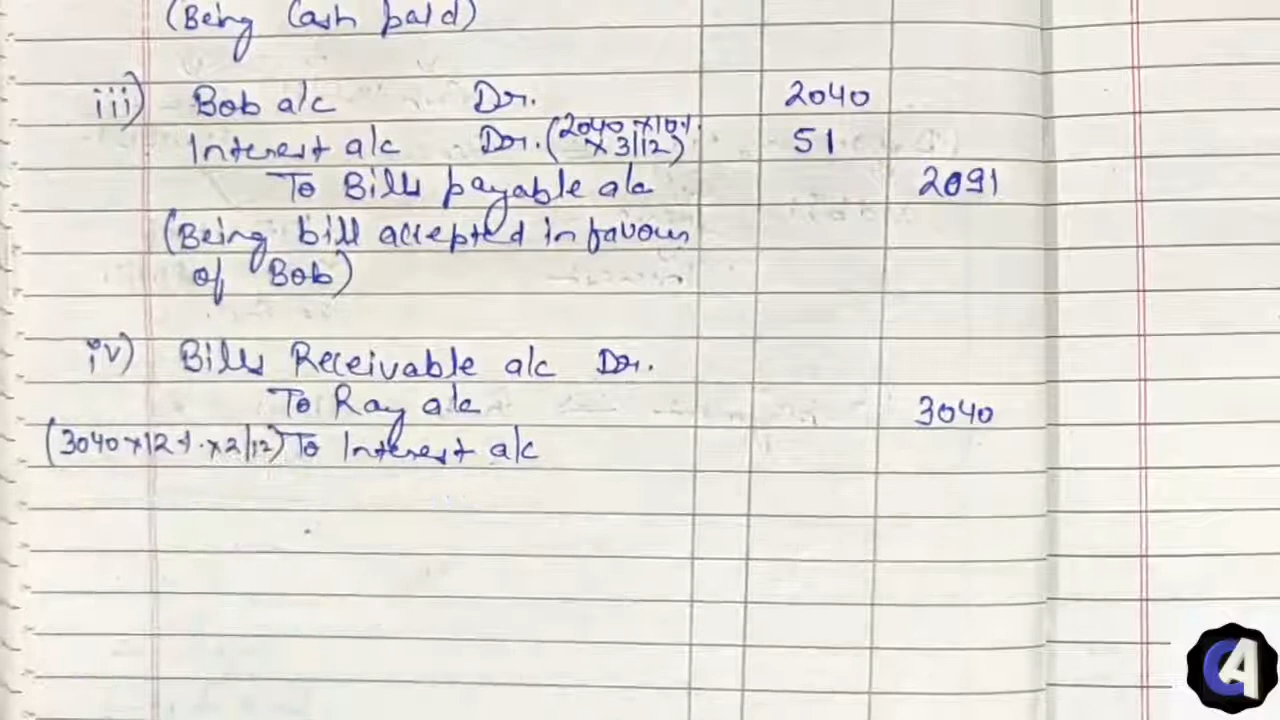 (Being Cash paid)
iii) Bob a/c Dr. 2040
Interest a/c Dr. (2040 x 10% x 3/12) 51
To Bills payable a/c 2091
(Being bill accepted in favour
of Bob)
iv) Bills Receivable a/c Dr.
To Ray a/c 3040
(3040 x 12% x 2/12) To Interest a/c
CA